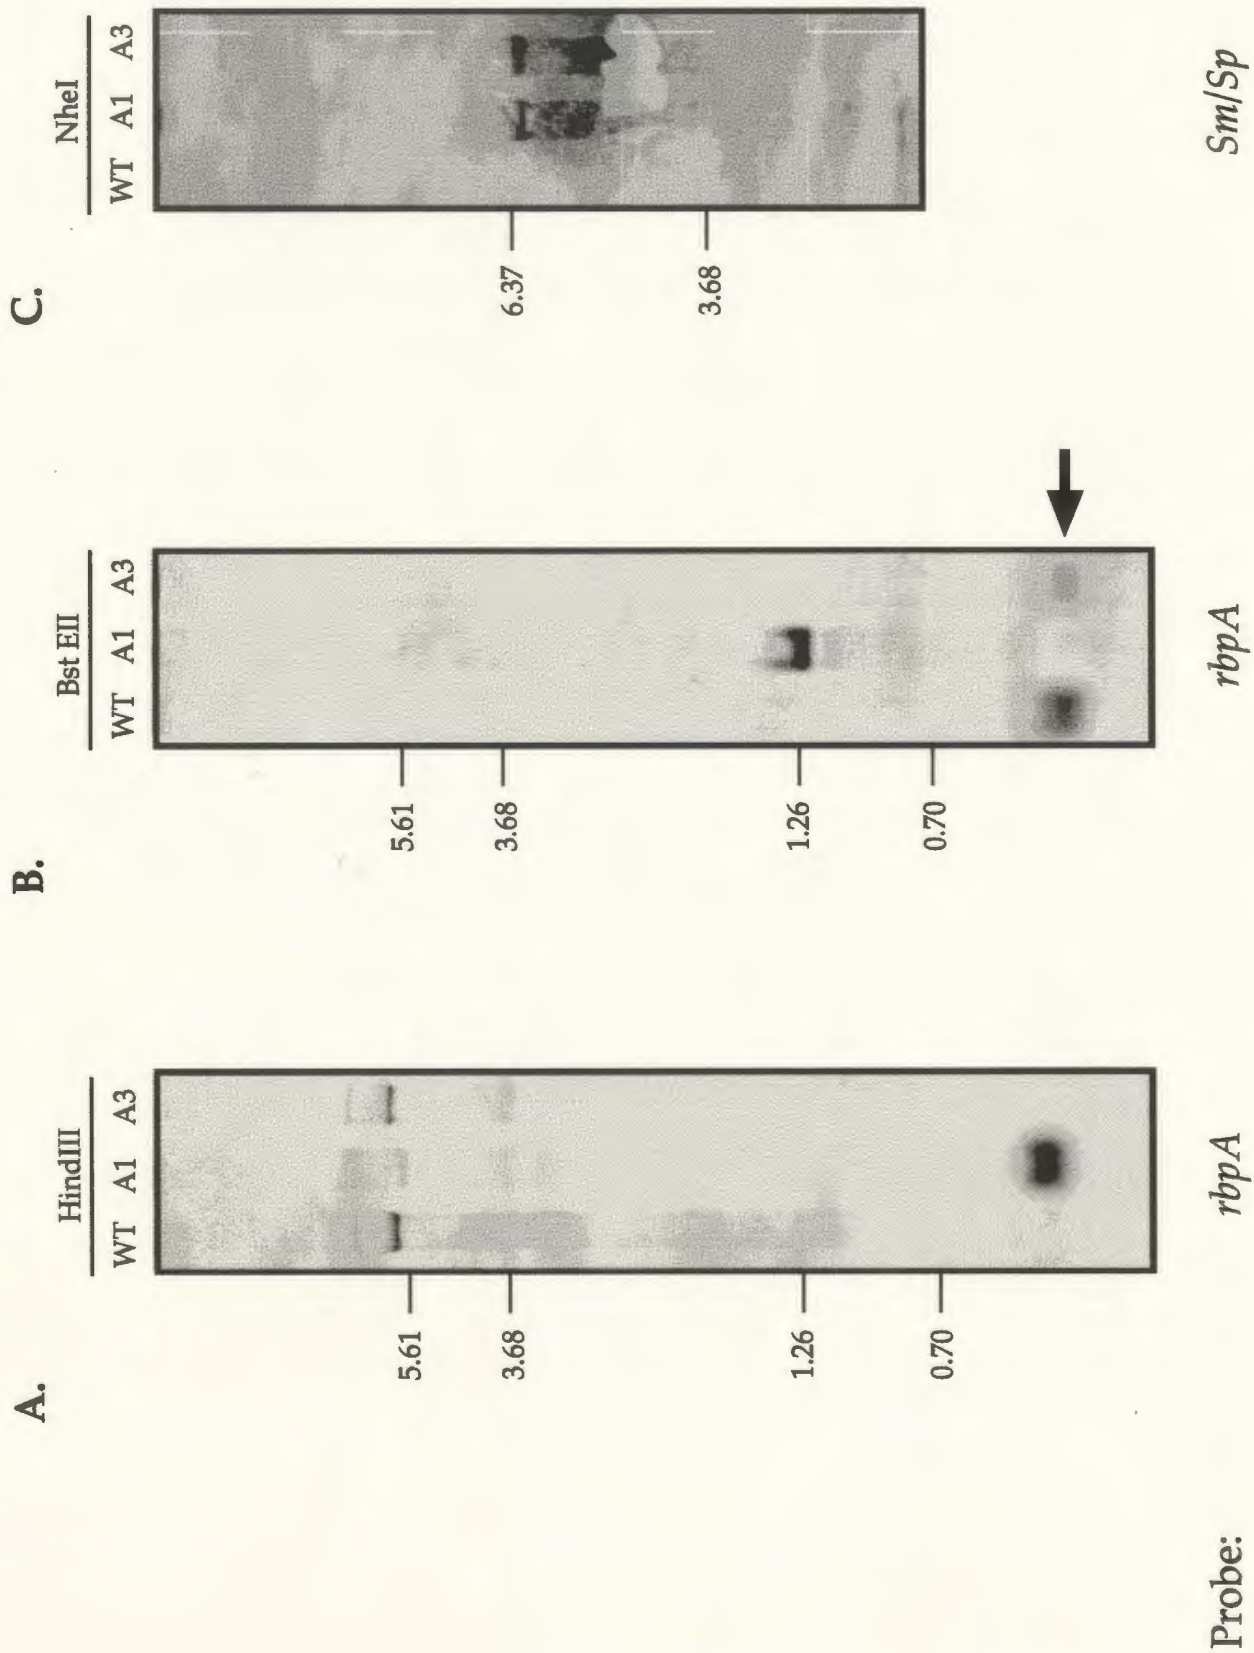 A.
HindIII
WT A1 A3
5.61
3.68
1.26
0.70
B.
Bst EII
WT A1 A3
5.61
3.68
1.26
0.70
C.
NheI
WT A1 A3
6.37
3.68
Probe: rbpA rbpA Sm/Sp